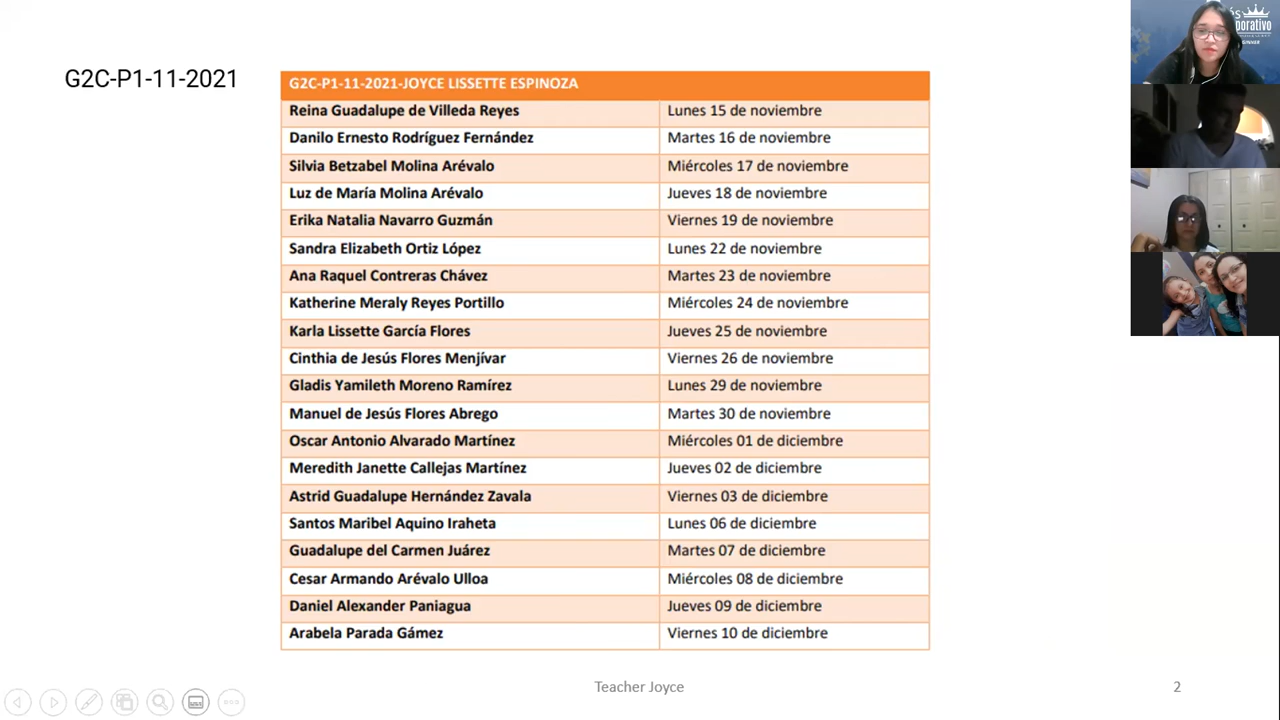 G2C-P1-11-2021
G2C-P1-11-2021-JOYCE LISSETTE ESPINOZA
Reina Guadalupe de Villeda Reyes Lunes 15 de noviembre
Danilo Ernesto Rodríguez Fernández Martes 16 de noviembre
Silvia Betzabel Molina Arévalo Miércoles 17 de noviembre
Luz de María Molina Arévalo Jueves 18 de noviembre
Erika Natalia Navarro Guzmán Viernes 19 de noviembre
Sandra Elizabeth Ortiz López Lunes 22 de noviembre
Ana Raquel Contreras Chávez Martes 23 de noviembre
Katherine Meraly Reyes Portillo Miércoles 24 de noviembre
Karla Lissette García Flores Jueves 25 de noviembre
Cinthia de Jesús Flores Menjívar Viernes 26 de noviembre
Gladis Yamileth Moreno Ramírez Lunes 29 de noviembre
Manuel de Jesús Flores Abrego Martes 30 de noviembre
Oscar Antonio Alvarado Martínez Miércoles 01 de diciembre
Meredith Janette Callejas Martínez Jueves 02 de diciembre
Astrid Guadalupe Hernández Zavala Viernes 03 de diciembre
Santos Maribel Aquino Iraheta Lunes 06 de diciembre
Guadalupe del Carmen Juárez Martes 07 de diciembre
Cesar Armando Arévalo Ulloa Miércoles 08 de diciembre
Daniel Alexander Paniagua Jueves 09 de diciembre
Arabela Parada Gámez Viernes 10 de diciembre
Teacher Joyce
2